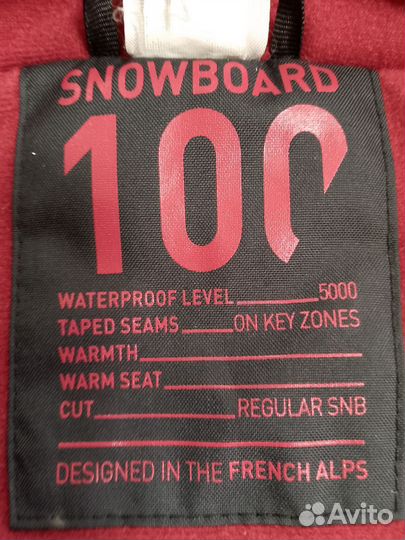 SNOWBOARD
100
WATERPROOF LEVEL 5000
TAPED SEAMS ON KEY ZONES
WARMTH
WARM SEAT
CUT REGULAR SNB
DESIGNED IN THE FRENCH ALPS
Avito